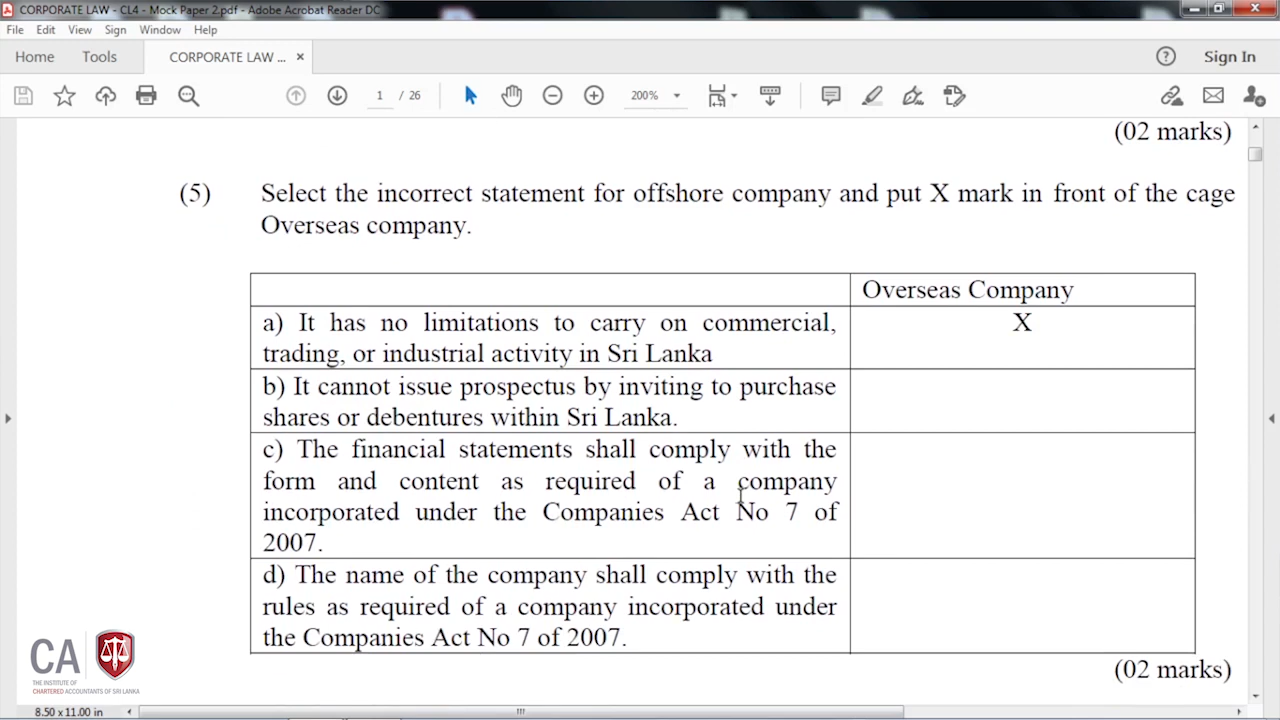 CORPORATE LAW - CL4 - Mock Paper 2.pdf - Adobe Acrobat Reader DC
File Edit View Sign Window Help
Home Tools CORPORATE LAW ... × Sign In
1 / 26 200%
(02 marks)
(5) Select the incorrect statement for offshore company and put X mark in front of the cage
Overseas company.
Overseas Company
a) It has no limitations to carry on commercial, X
trading, or industrial activity in Sri Lanka
b) It cannot issue prospectus by inviting to purchase
shares or debentures within Sri Lanka.
c) The financial statements shall comply with the
form and content as required of a company
incorporated under the Companies Act No 7 of
2007.
d) The name of the company shall comply with the
rules as required of a company incorporated under
the Companies Act No 7 of 2007.
(02 marks)
CA
THE INSTITUTE OF
CHARTERED ACCOUNTANTS OF SRI LANKA
8.50 x 11.00 in